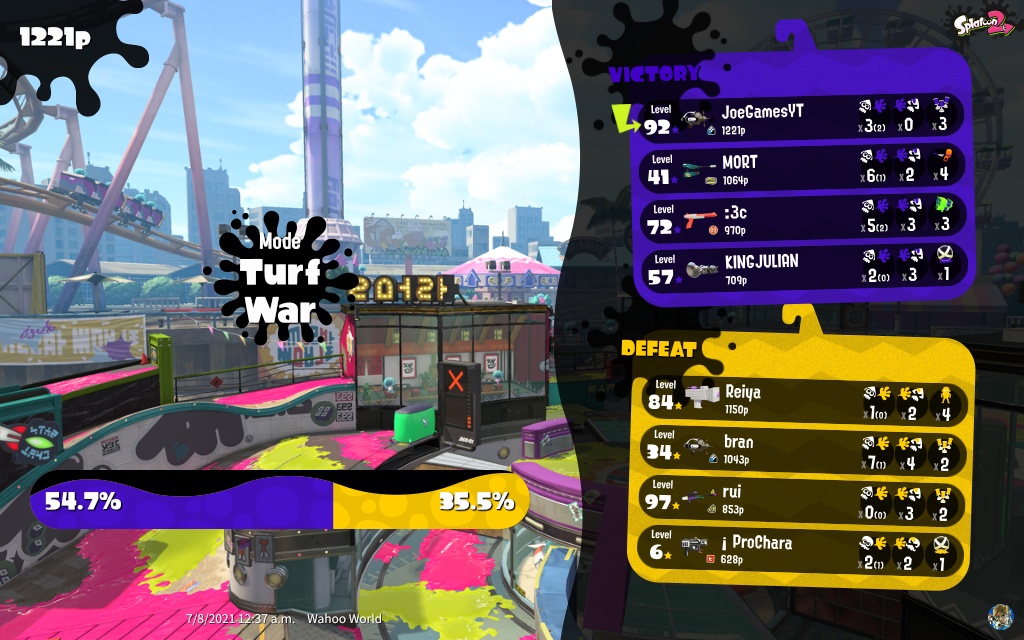 1221p
Splatoon 2
VICTORY
Level
92
JoeGamesYT
1221p
x3(2) x0 x3
Level
41
MORT
1064p
x6(1) x2 x4
Level
72
:3c
970p
x5(2) x3 x3
Level
57
KINGJULIAN
709p
x2(0) x3 x1
Mode
Turf
War
DEFEAT
Level
84
Reiya
1150p
x1(0) x2 x4
Level
34
bran
1043p
x7(1) x4 x2
Level
97
rui
853p
x0(0) x3 x2
Level
6
¡ ProChara
628p
x2(1) x2 x1
54.7%
35.5%
7/8/2021 12:37 a.m. Wahoo World